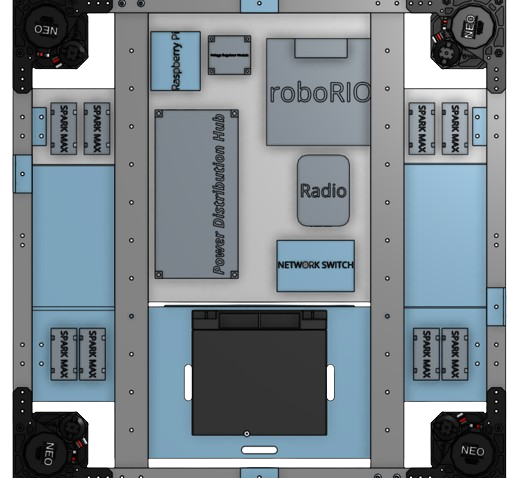 NEO
NEO
Raspberry Pi
Voltage Regulator Module
roboRIO
SPARK MAX
SPARK MAX
SPARK MAX
SPARK MAX
Power Distribution Hub
Radio
NETWORK SWITCH
SPARK MAX
SPARK MAX
SPARK MAX
SPARK MAX
NEO
NEO